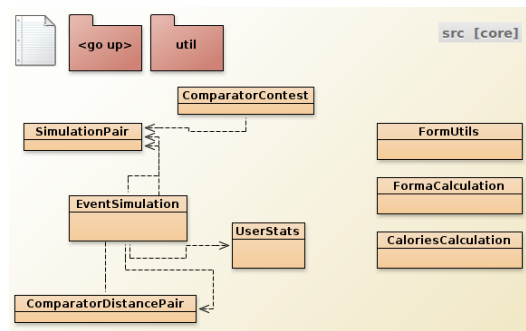 <go up>
util
src [core]
ComparatorContest
SimulationPair
FormUtils
EventSimulation
FormaCalculation
UserStats
CaloriesCalculation
ComparatorDistancePair